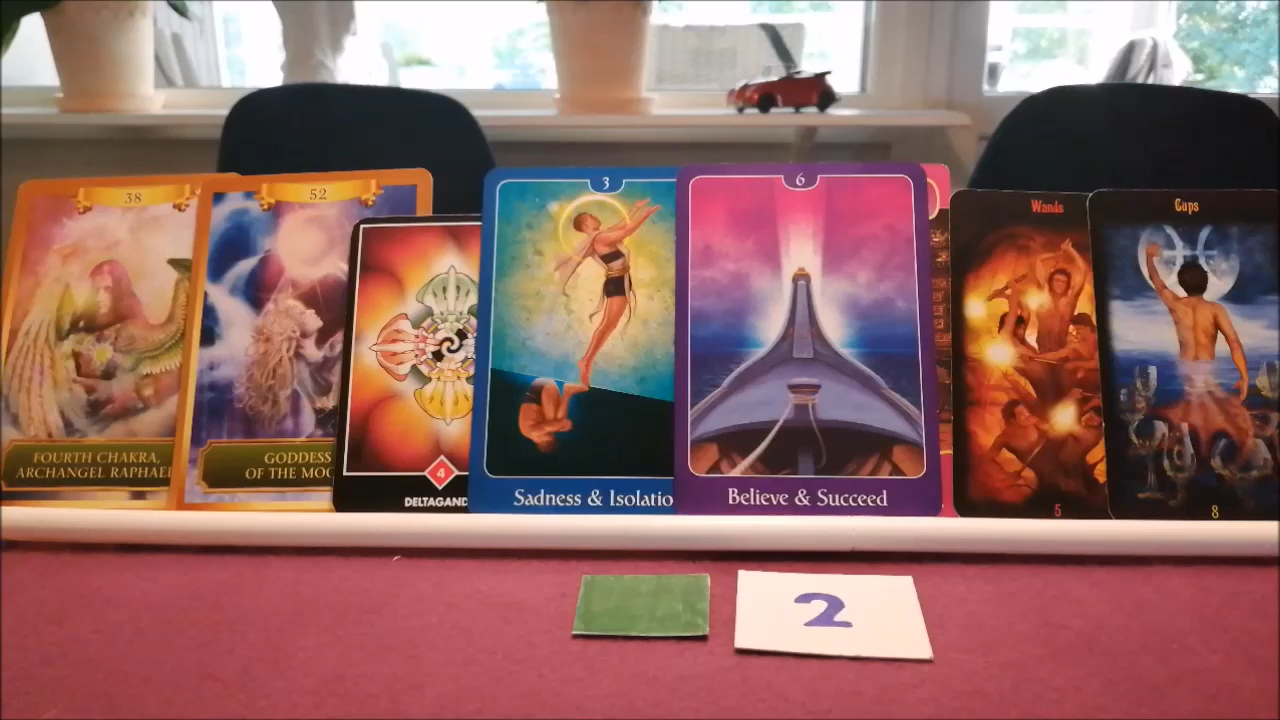 38
FOURTH CHAKRA,
ARCHANGEL RAPHAEL
52
GODDESS
OF THE MOO
4
DELTAGAND
3
Sadness & Isolatio
6
Believe & Succeed
Wands
5
Cups
8
2